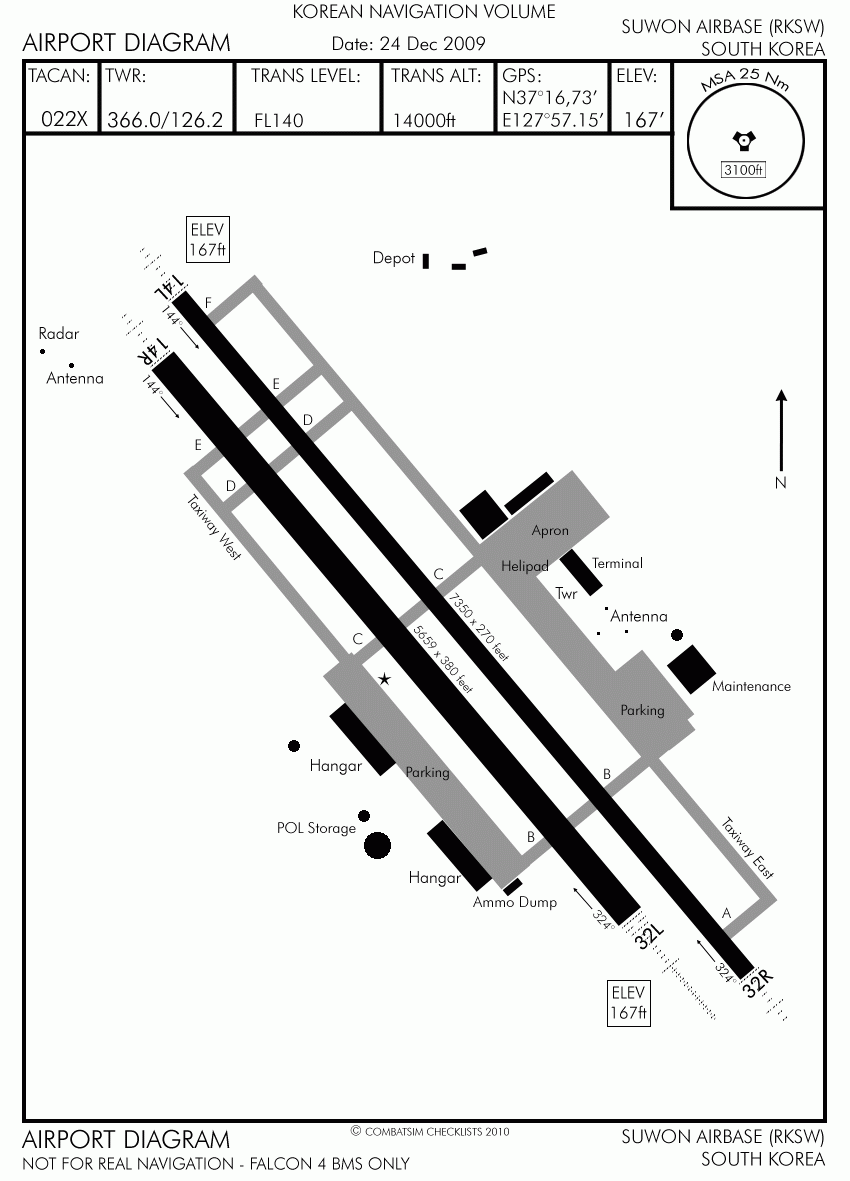 KOREAN NAVIGATION VOLUME
AIRPORT DIAGRAM
Date: 24 Dec 2009
SUWON AIRBASE (RKSW)
SOUTH KOREA
TACAN:
022X
TWR:
366.0/126.2
TRANS LEVEL:
FL140
TRANS ALT:
14000ft
GPS:
N37°16,73’
E127°57.15’
ELEV:
167’
MSA 25 Nm
3100ft
ELEV
167ft
Depot
14L
144°
F
14R
144°
Radar
Antenna
E
D
E
D
Taxiway West
N
Apron
Helipad
Terminal
Twr
Antenna
C
C
7350 x 270 feet
5659 x 380 feet
Maintenance
Parking
Hangar
Parking
B
B
POL Storage
Taxiway East
Hangar
Ammo Dump
A
324°
32L
324°
32R
ELEV
167ft
AIRPORT DIAGRAM
NOT FOR REAL NAVIGATION - FALCON 4 BMS ONLY
© COMBATSIM CHECKLISTS 2010
SUWON AIRBASE (RKSW)
SOUTH KOREA